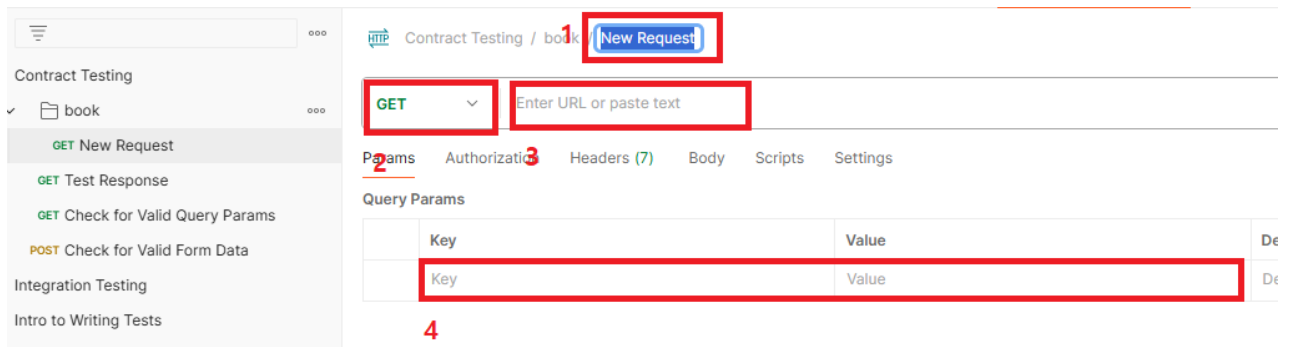 Contract Testing
book
GET New Request
GET Test Response
GET Check for Valid Query Params
POST Check for Valid Form Data
Integration Testing
Intro to Writing Tests
HTTP Contract Testing / book / New Request
1
GET Enter URL or paste text
2
3
Params Authorization Headers (7) Body Scripts Settings
Query Params
Key Value De
Key Value De
4